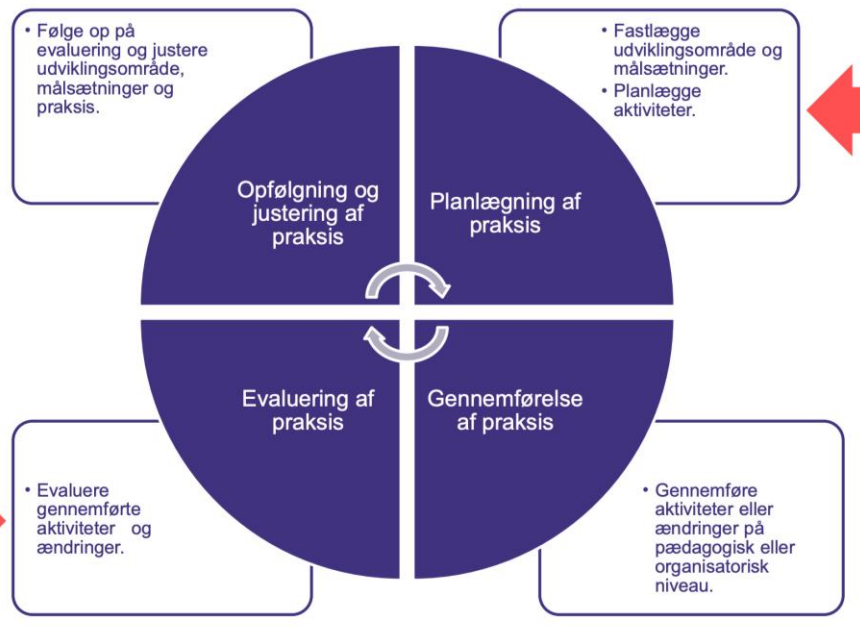 • Følge op på
evaluering og justere
udviklingsområde,
målsætninger og
praksis.
• Fastlægge
udviklingsområde og
målsætninger.
• Planlægge
aktiviteter.
Opfølgning og
justering af
praksis
Planlægning af
praksis
Evaluering af
praksis
Gennemførelse
af praksis
• Evaluere
gennemførte
aktiviteter og
ændringer.
• Gennemføre
aktiviteter eller
ændringer på
pædagogisk eller
organisatorisk
niveau.